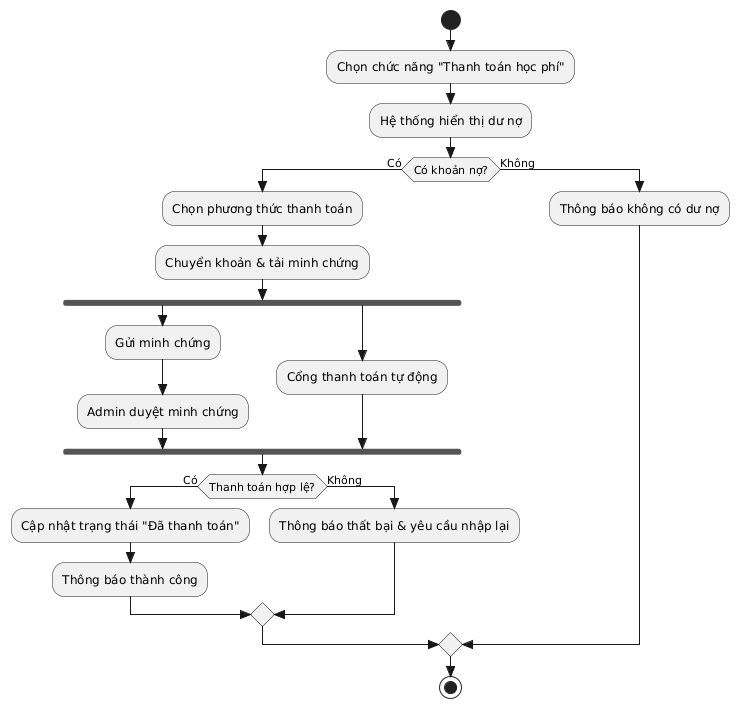 Chọn chức năng "Thanh toán học phí"
Hệ thống hiển thị dư nợ
Có khoản nợ?
Có
Không
Chọn phương thức thanh toán
Thông báo không có dư nợ
Chuyển khoản & tải minh chứng
Gửi minh chứng
Cổng thanh toán tự động
Admin duyệt minh chứng
Thanh toán hợp lệ?
Có
Không
Cập nhật trạng thái "Đã thanh toán"
Thông báo thất bại & yêu cầu nhập lại
Thông báo thành công